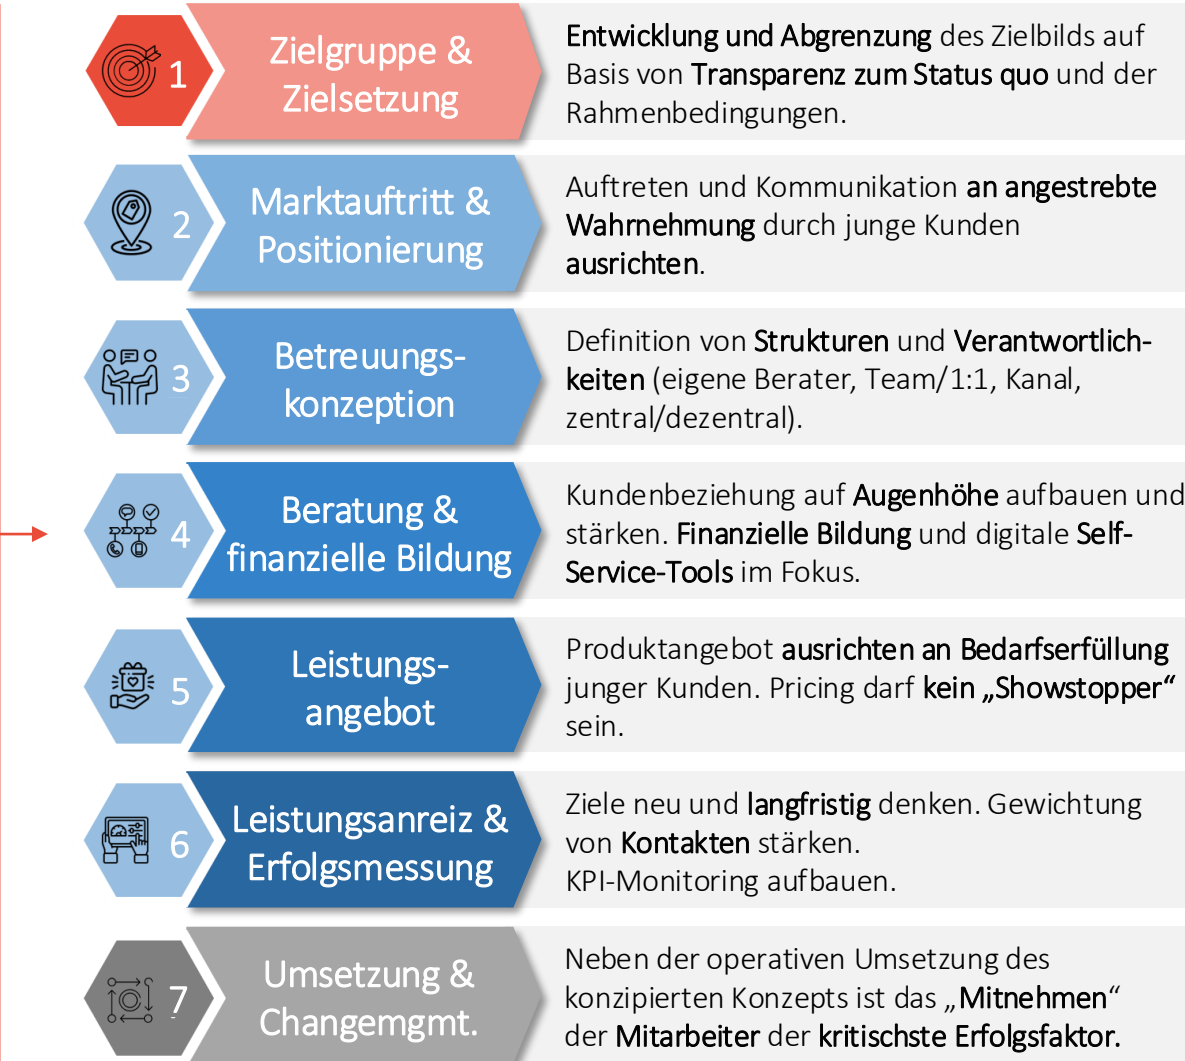 1
Zielgruppe &
Zielsetzung
Entwicklung und Abgrenzung des Zielbilds auf
Basis von Transparenz zum Status quo und der
Rahmenbedingungen.
2
Marktauftritt &
Positionierung
Auftreten und Kommunikation an angestrebte
Wahrnehmung durch junge Kunden
ausrichten.
3
Betreuungs-
konzeption
Definition von Strukturen und Verantwortlich-
keiten (eigene Berater, Team/1:1, Kanal,
zentral/dezentral).
4
Beratung &
finanzielle Bildung
Kundenbeziehung auf Augenhöhe aufbauen und
stärken. Finanzielle Bildung und digitale Self-
Service-Tools im Fokus.
5
Leistungs-
angebot
Produktangebot ausrichten an Bedarfserfüllung
junger Kunden. Pricing darf kein „Showstopper“
sein.
6
Leistungsanreiz &
Erfolgsmessung
Ziele neu und langfristig denken. Gewichtung
von Kontakten stärken.
KPI-Monitoring aufbauen.
7
Umsetzung &
Changemgmt.
Neben der operativen Umsetzung des
konzipierten Konzepts ist das „Mitnehmen“
der Mitarbeiter der kritischste Erfolgsfaktor.